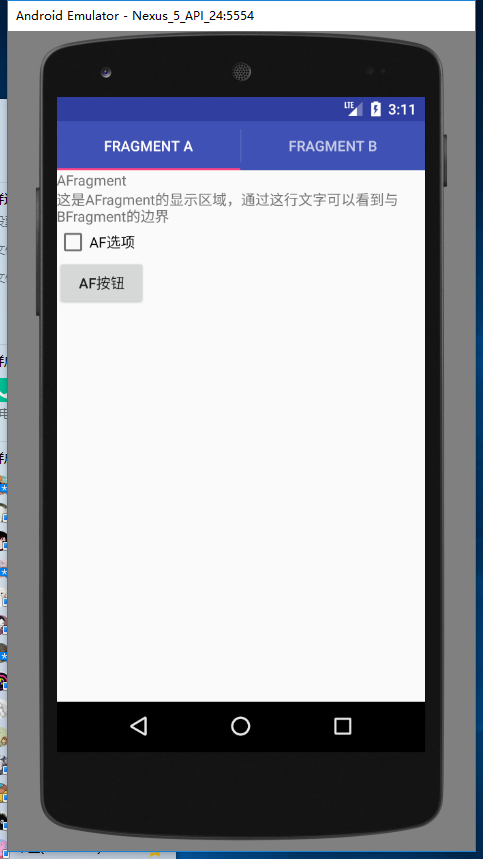 Android Emulator - Nexus_5_API_24:5554
LTE 3:11
FRAGMENT A FRAGMENT B
AFragment
这是AFragment的显示区域，通过这行文字可以看到与
BFragment的边界
AF选项
AF按钮